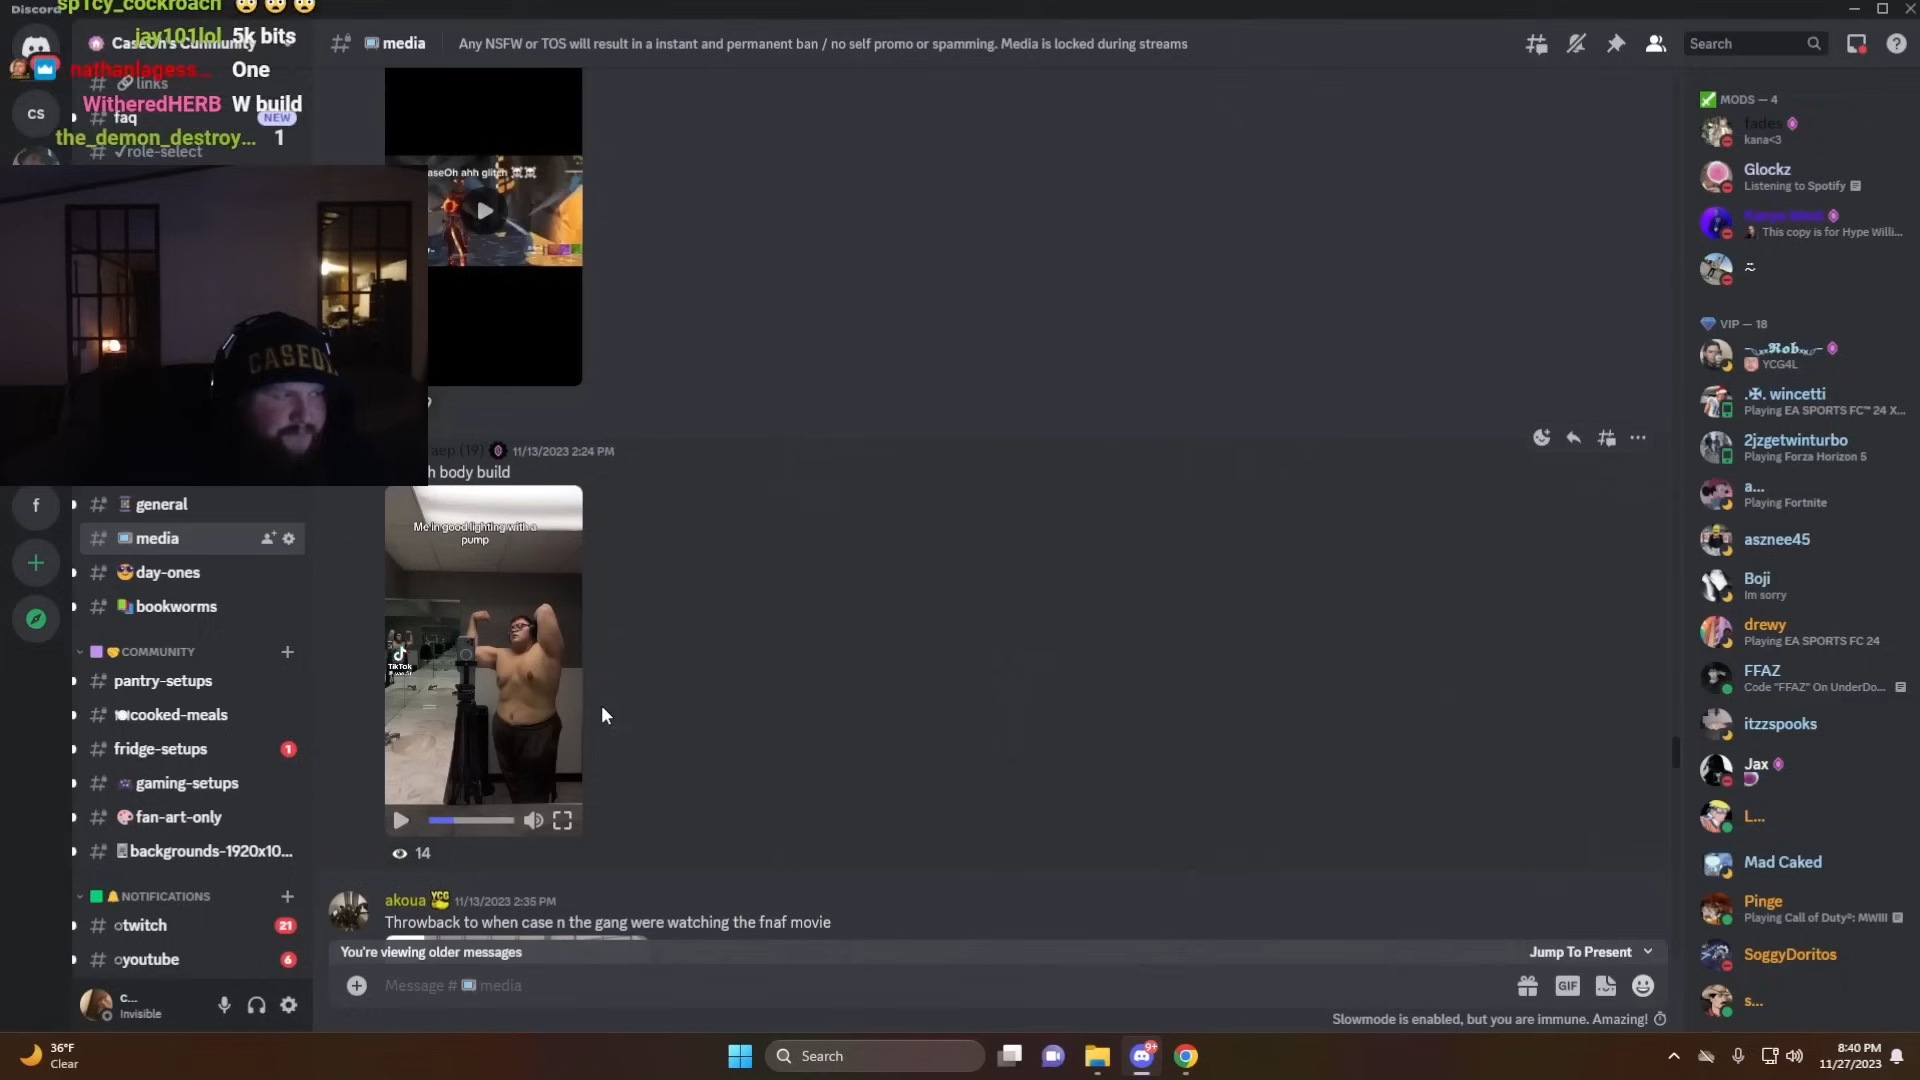 Discord
sp1cy_cockroach
jay101lol 5k bits
nathanlagess... One
WitheredHERB W build
the_demon_destroy... 1
CaseOh's Cunmunity
links
faq NEW
role-select
CS
media
Any NSFW or TOS will result in a instant and permanent ban / no self promo or spamming. Media is locked during streams
Search
aseOh ahh glitch
CASEOH
aep (19) 11/13/2023 2:24 PM
h body build
Me in good lighting with a
pump
TikTok
14
akoua YCG 11/13/2023 2:35 PM
Throwback to when case n the gang were watching the fnaf movie
You're viewing older messages
Jump To Present
Message # media
GIF
Slowmode is enabled, but you are immune. Amazing!
f
general
media
day-ones
bookworms
COMMUNITY
pantry-setups
cooked-meals
fridge-setups 1
gaming-setups
fan-art-only
backgrounds-1920x10...
NOTIFICATIONS
twitch 21
youtube 6
c...
Invisible
MODS — 4
fades
kana<3
Glockz
Listening to Spotify
This copy is for Hype Willi...
VIP — 18
Rob
YCG4L
wincetti
Playing EA SPORTS FC™ 24 X...
2jzgetwinturbo
Playing Forza Horizon 5
a...
Playing Fortnite
asznee45
Boji
Im sorry
drewy
Playing EA SPORTS FC 24
FFAZ
Code "FFAZ" On UnderDo...
itzzspooks
Jax
L...
Mad Caked
Pinge
Playing Call of Duty®: MWIII
SoggyDoritos
s...
36°F
Clear
Search
9+
8:40 PM
11/27/2023